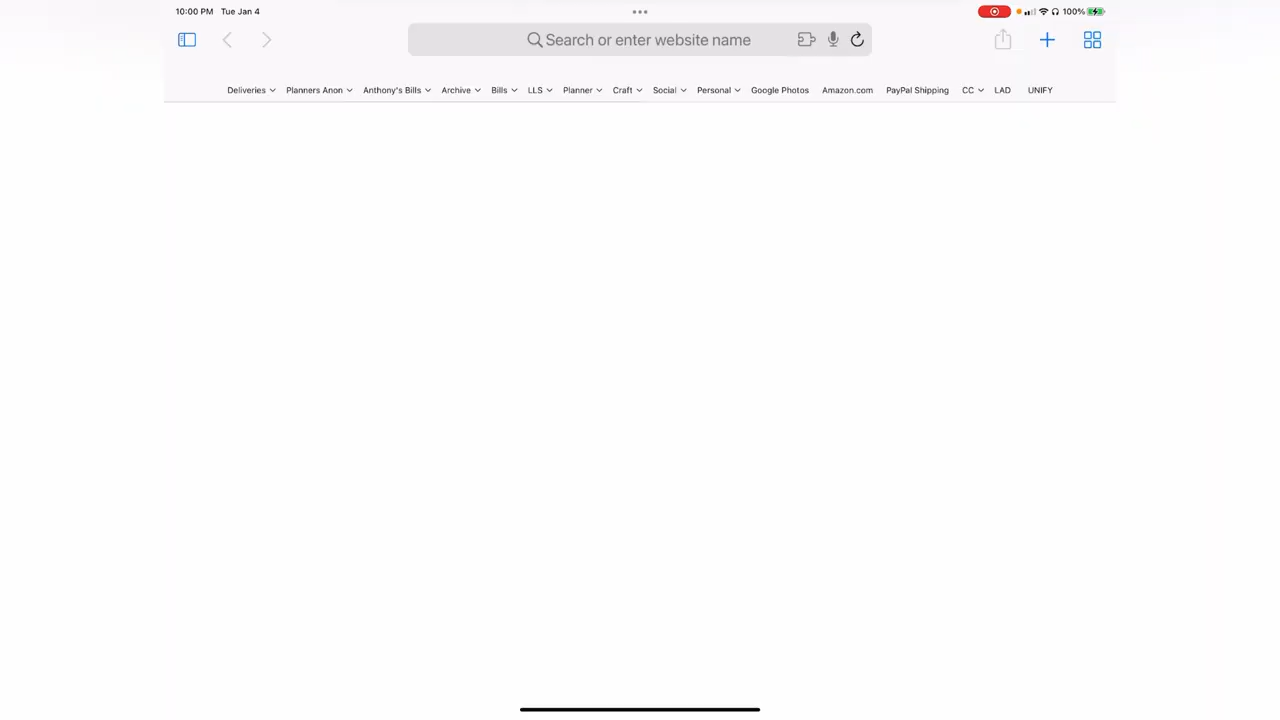 10:00 PM Tue Jan 4
100%
Search or enter website name
Deliveries Planners Anon Anthony's Bills Archive Bills LLS Planner Craft Social Personal Google Photos Amazon.com PayPal Shipping CC LAD UNIFY